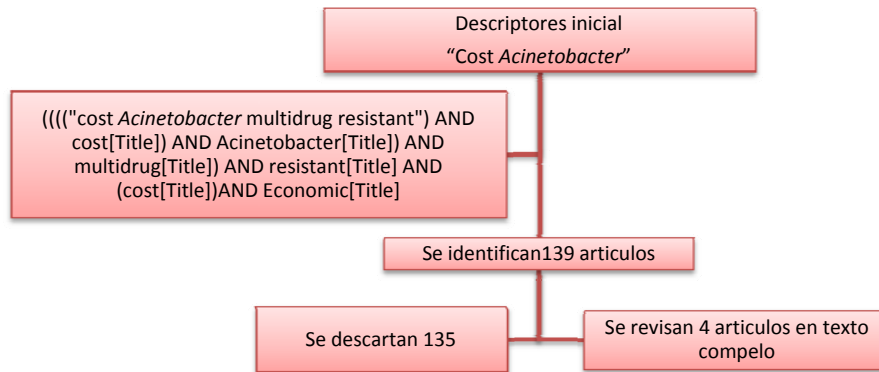 Descriptores inicial
“Cost Acinetobacter”
(((("cost Acinetobacter multidrug resistant") AND
cost[Title]) AND Acinetobacter[Title]) AND
multidrug[Title]) AND resistant[Title] AND
(cost[Title])AND Economic[Title]
Se identifican139 articulos
Se descartan 135
Se revisan 4 articulos en texto
compelo